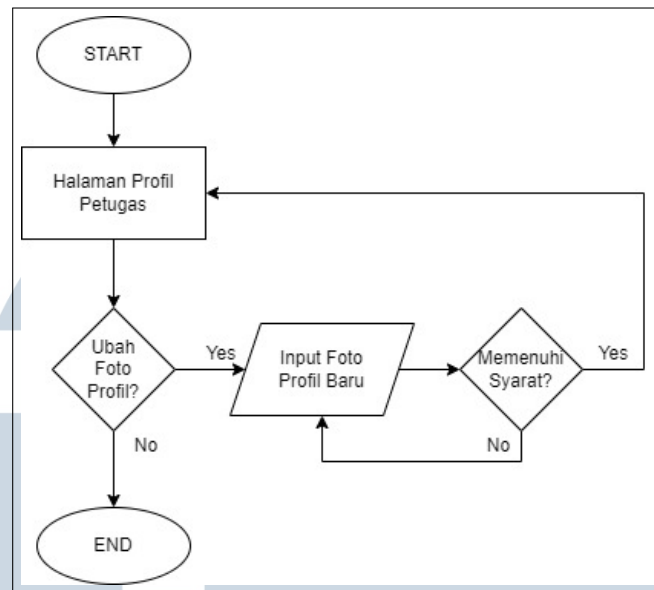 START
Halaman Profil
Petugas
Ubah
Foto
Profil?
Yes
Input Foto
Profil Baru
Memenuhi
Syarat?
Yes
No
No
END